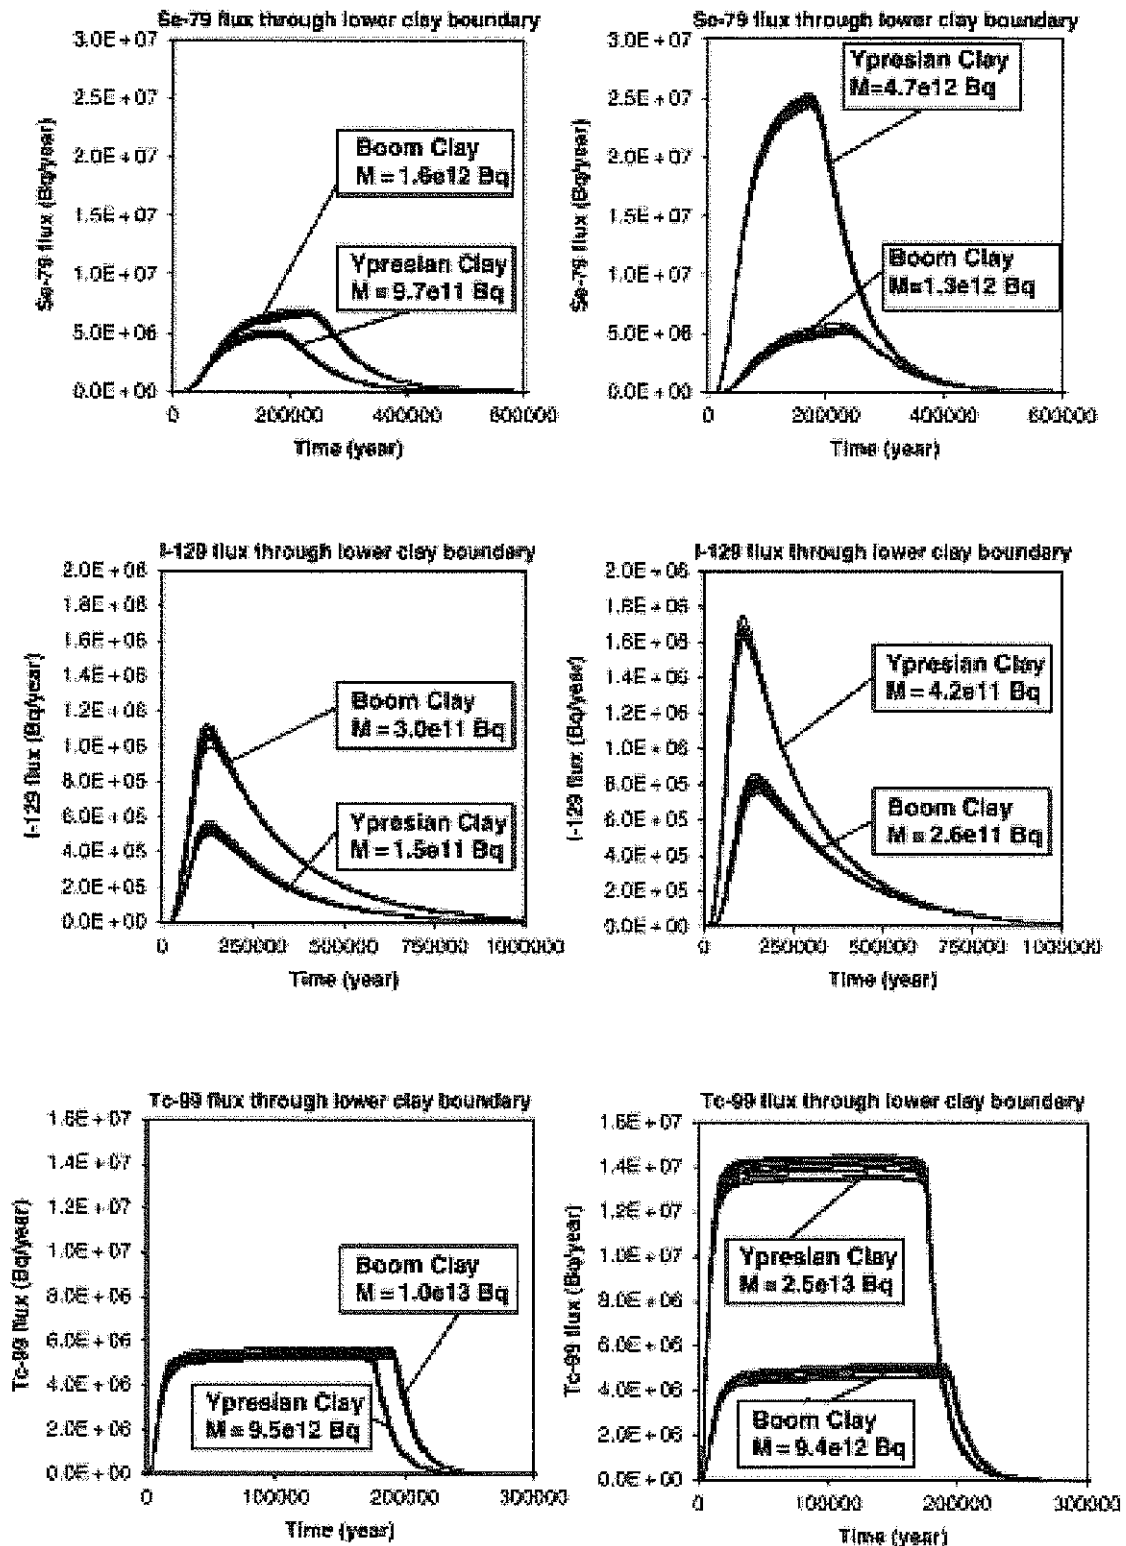 Se-79 flux through lower clay boundary
3.0E+07
2.5E+07
2.0E+07
1.5E+07
1.0E+07
5.0E+06
0.0E+00
Se-79 flux (Bq/year)
Boom Clay
M = 1.6e12 Bq
Ypresian Clay
M = 9.7e11 Bq
0 200000 400000 600000
Time (year)
Se-79 flux through lower clay boundary
3.0E+07
2.5E+07
2.0E+07
1.5E+07
1.0E+07
5.0E+06
0.0E+00
Se-79 flux (Bq/year)
Ypresian Clay
M=4.7e12 Bq
Boom Clay
M=1.3e12 Bq
0 200000 400000 600000
Time (year)
I-129 flux through lower clay boundary
2.0E+06
1.8E+06
1.6E+06
1.4E+06
1.2E+06
1.0E+06
8.0E+05
6.0E+05
4.0E+05
2.0E+05
0.0E+00
I-129 flux (Bq/year)
Boom Clay
M = 3.0e11 Bq
Ypresian Clay
M = 1.5e11 Bq
0 250000 500000 750000 1000000
Time (year)
I-129 flux through lower clay boundary
2.0E+06
1.8E+06
1.6E+06
1.4E+06
1.2E+06
1.0E+06
8.0E+05
6.0E+05
4.0E+05
2.0E+05
0.0E+00
I-129 flux (Bq/year)
Ypresian Clay
M = 4.2e11 Bq
Boom Clay
M = 2.6e11 Bq
0 250000 500000 750000 1000000
Time (year)
Tc-99 flux through lower clay boundary
1.6E+07
1.4E+07
1.2E+07
1.0E+07
8.0E+06
6.0E+06
4.0E+06
2.0E+06
0.0E+00
Tc-99 flux (Bq/year)
Boom Clay
M = 1.0e13 Bq
Ypresian Clay
M = 9.5e12 Bq
0 100000 200000 300000
Time (year)
Tc-99 flux through lower clay boundary
1.6E+07
1.4E+07
1.2E+07
1.0E+07
8.0E+06
6.0E+06
4.0E+06
2.0E+06
0.0E+00
Tc-99 flux (Bq/year)
Ypresian Clay
M = 2.5e13 Bq
Boom Clay
M = 9.4e12 Bq
0 100000 200000 300000
Time (year)